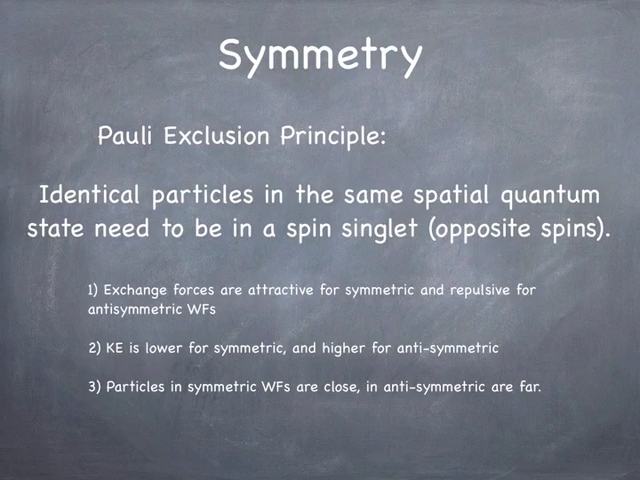 Symmetry
Pauli Exclusion Principle:
Identical particles in the same spatial quantum
state need to be in a spin singlet (opposite spins).
1) Exchange forces are attractive for symmetric and repulsive for
antisymmetric WFs
2) KE is lower for symmetric, and higher for anti-symmetric
3) Particles in symmetric WFs are close, in anti-symmetric are far.